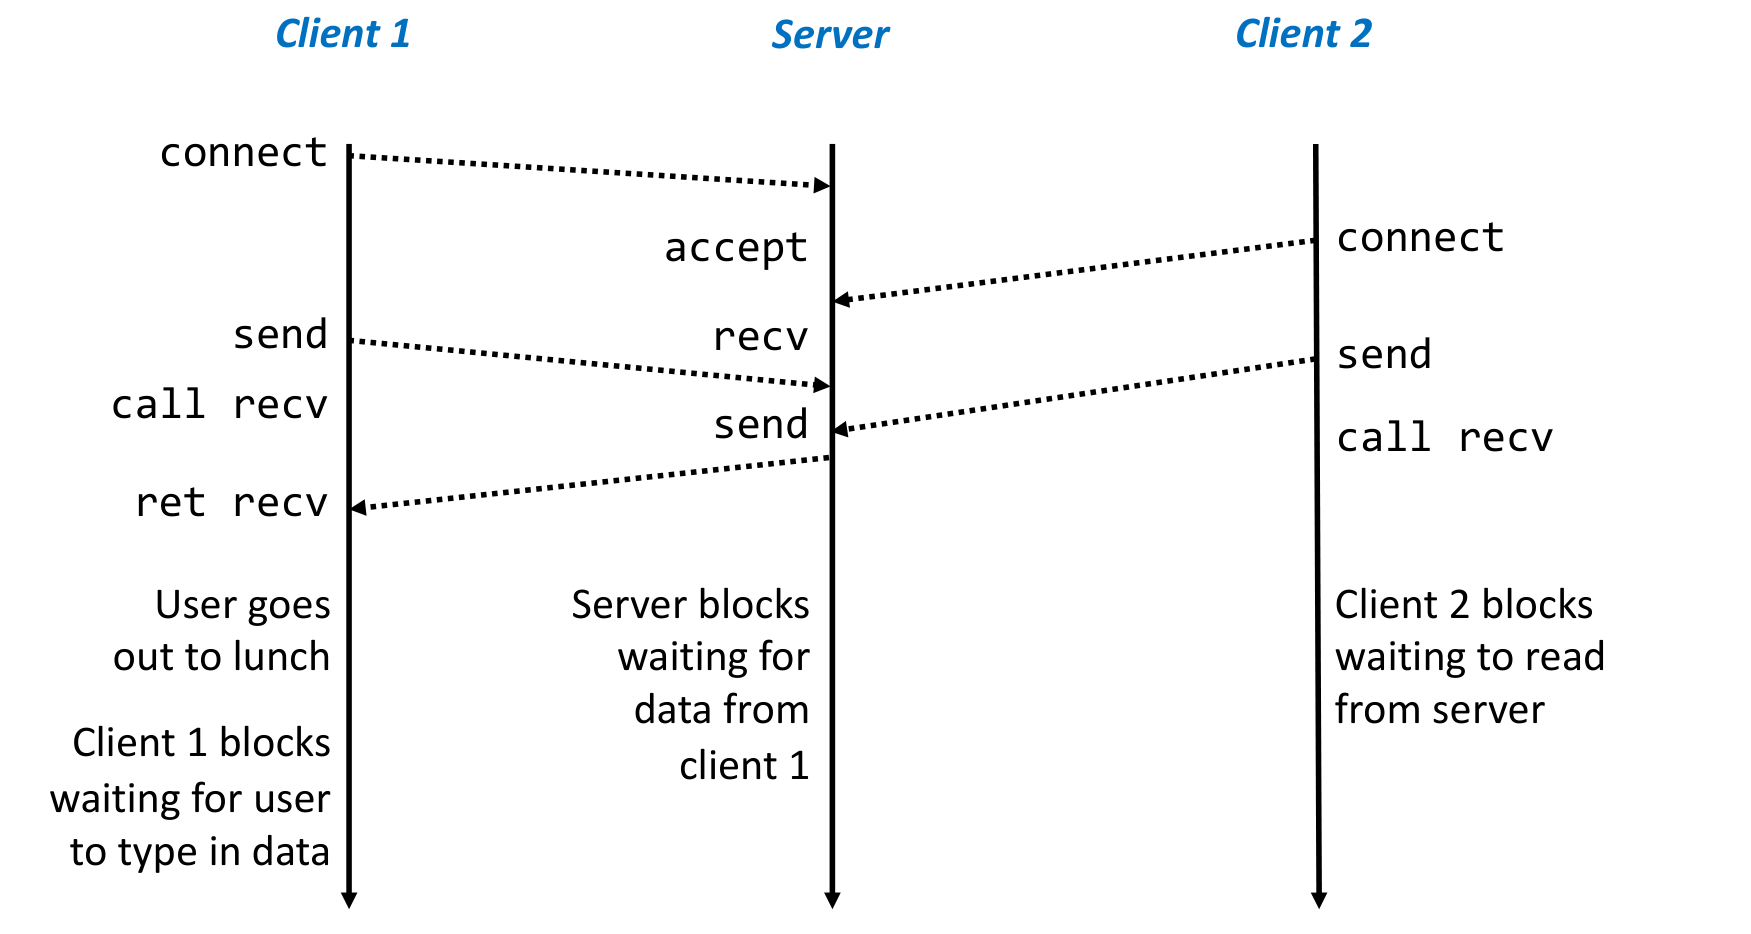 Client 1
Server
Client 2
connect
accept
connect
send
recv
send
call recv
send
call recv
ret recv
User goes
out to lunch
Client 1 blocks
waiting for user
to type in data
Server blocks
waiting for
data from
client 1
Client 2 blocks
waiting to read
from server